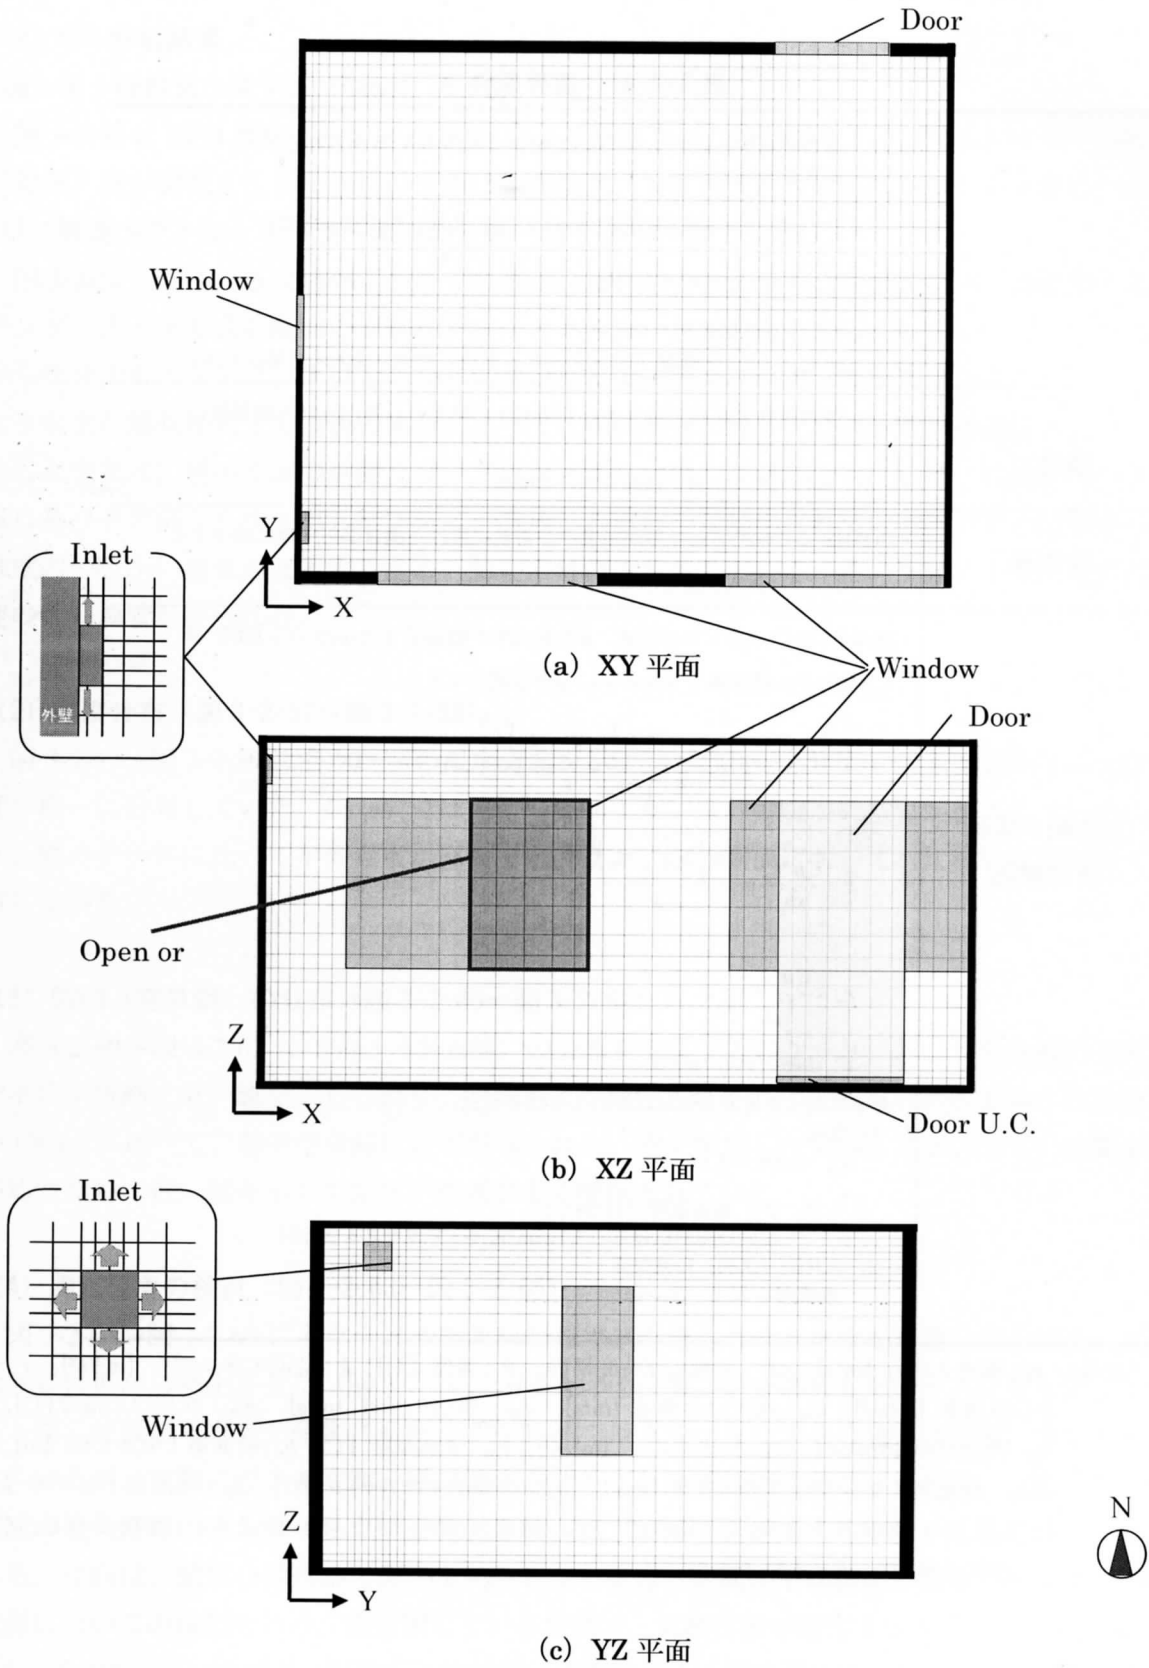 Door
Window
Y
X
Inlet
外壁
(a) XY 平面
Window
Door
Open or
Z
X
Door U.C.
(b) XZ 平面
Inlet
Window
Z
Y
N
(c) YZ 平面